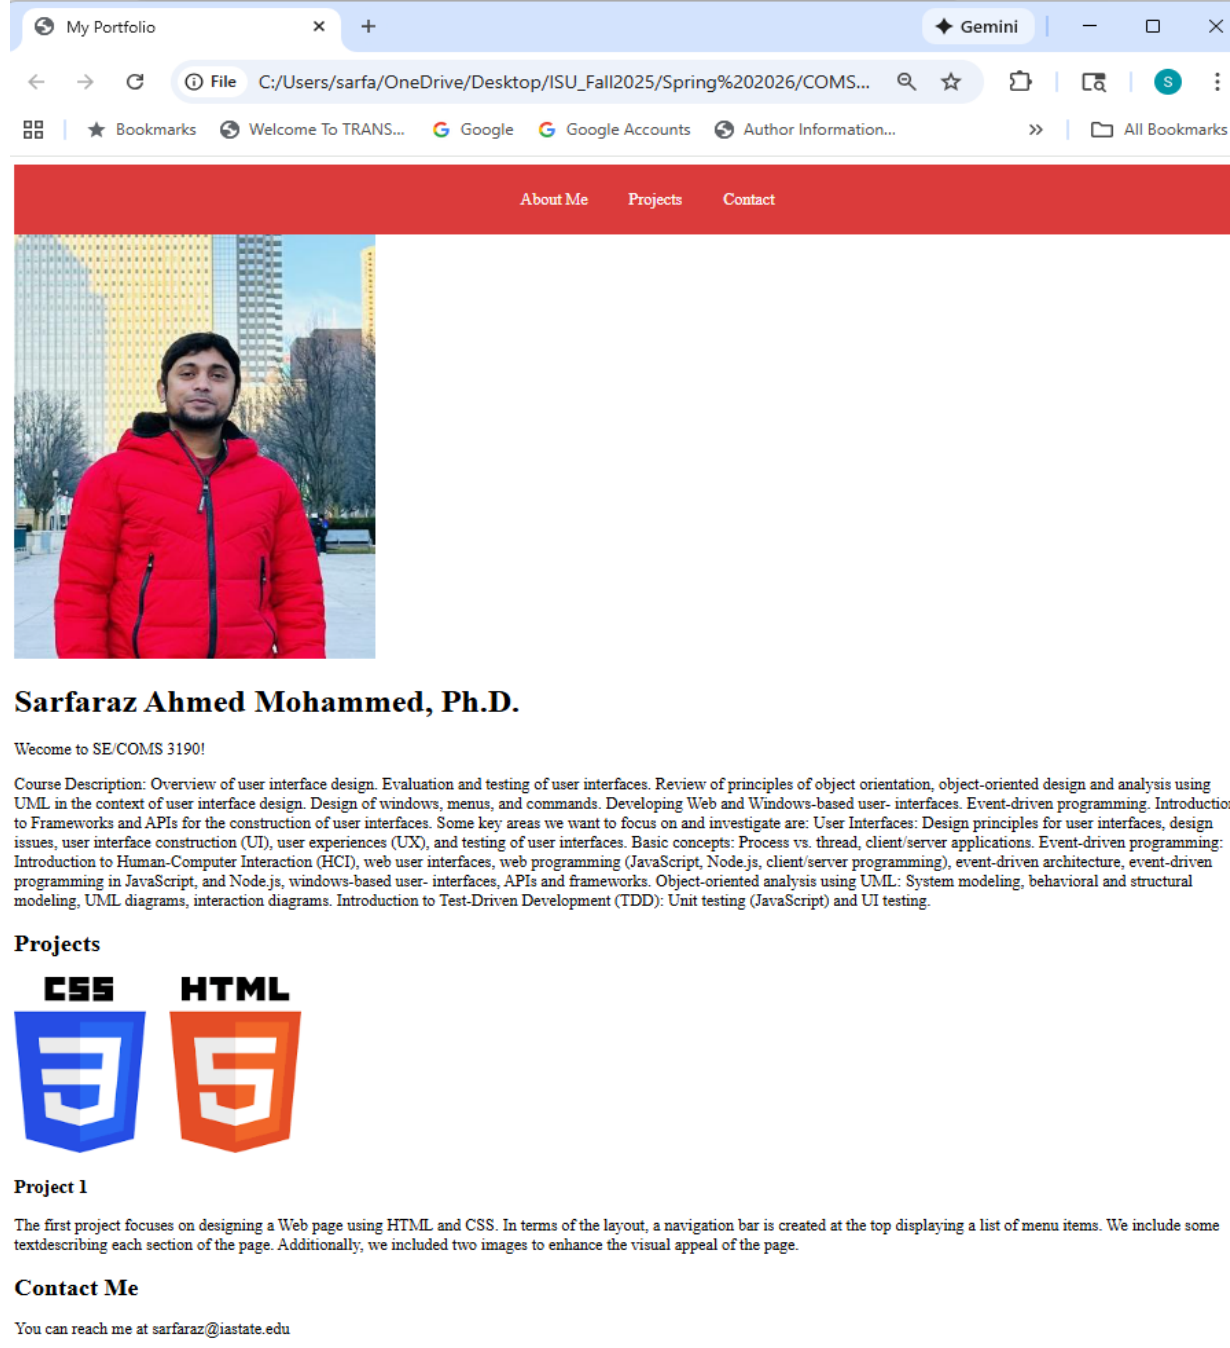 My Portfolio
Gemini
File C:/Users/sarfa/OneDrive/Desktop/ISU_Fall2025/Spring%202026/COMS... S
Bookmarks Welcome To TRANS... Google Google Accounts Author Information... » All Bookmarks
About Me Projects Contact
Sarfaraz Ahmed Mohammed, Ph.D.
Wecome to SE/COMS 3190!
Course Description: Overview of user interface design. Evaluation and testing of user interfaces. Review of principles of object orientation, object-oriented design and analysis using
UML in the context of user interface design. Design of windows, menus, and commands. Developing Web and Windows-based user- interfaces. Event-driven programming. Introduction
to Frameworks and APIs for the construction of user interfaces. Some key areas we want to focus on and investigate are: User Interfaces: Design principles for user interfaces, design
issues, user interface construction (UI), user experiences (UX), and testing of user interfaces. Basic concepts: Process vs. thread, client/server applications. Event-driven programming:
Introduction to Human-Computer Interaction (HCI), web user interfaces, web programming (JavaScript, Node.js, client/server programming), event-driven architecture, event-driven
programming in JavaScript, and Node.js, windows-based user- interfaces, APIs and frameworks. Object-oriented analysis using UML: System modeling, behavioral and structural
modeling, UML diagrams, interaction diagrams. Introduction to Test-Driven Development (TDD): Unit testing (JavaScript) and UI testing.
Projects
CSS HTML
3 5
Project 1
The first project focuses on designing a Web page using HTML and CSS. In terms of the layout, a navigation bar is created at the top displaying a list of menu items. We include some
textdescribing each section of the page. Additionally, we included two images to enhance the visual appeal of the page.
Contact Me
You can reach me at sarfaraz@iastate.edu